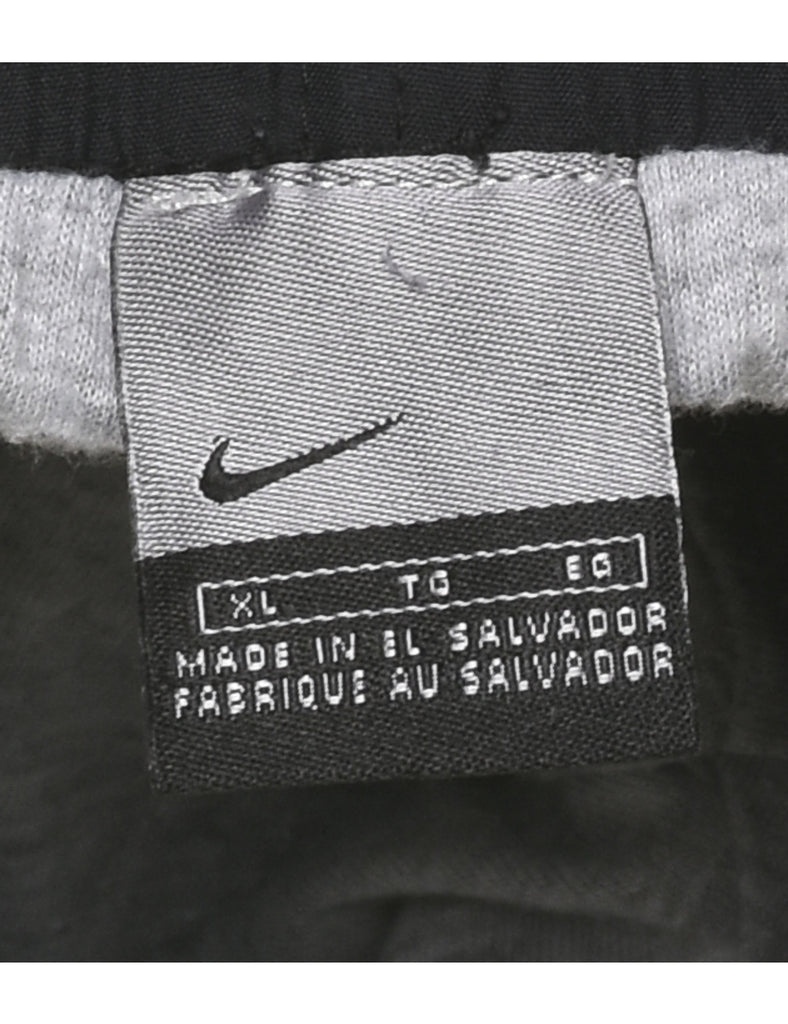 XL TG EG
MADE IN EL SALVADOR
FABRIQUE AU SALVADOR